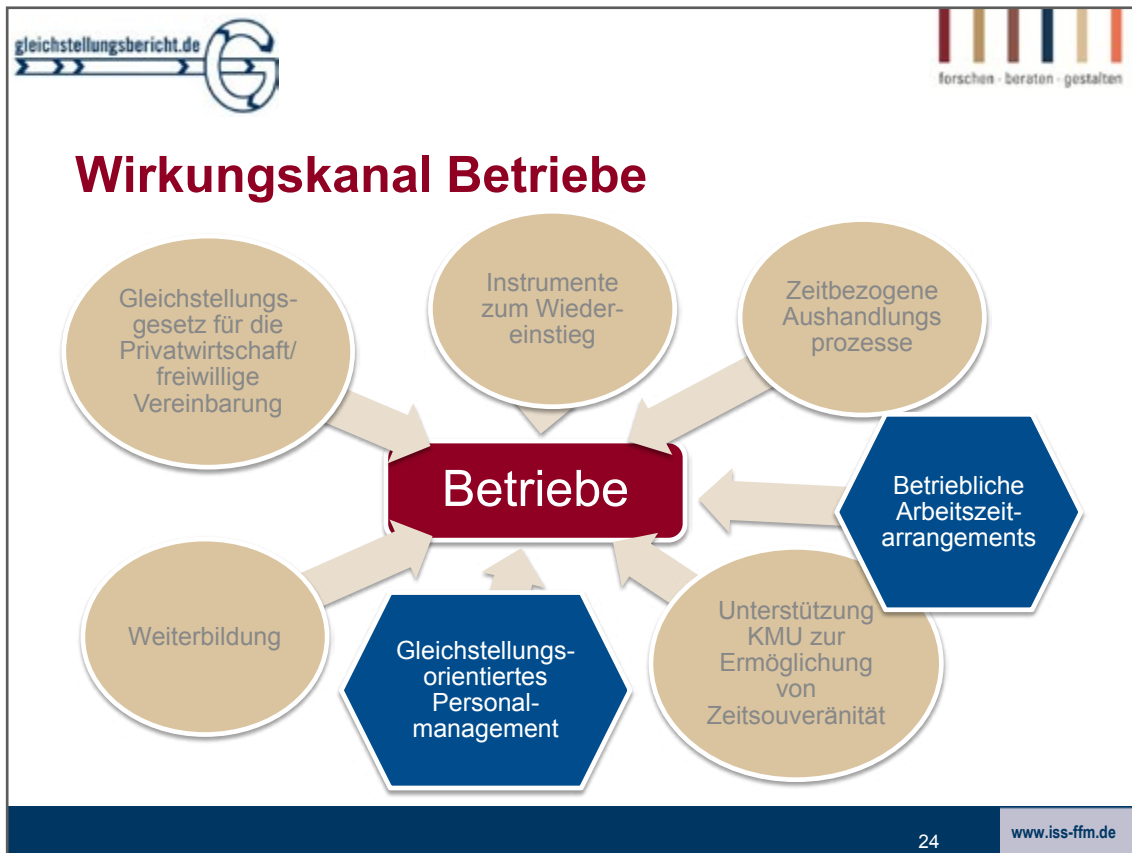 gleichstellungsbericht.de
G
forschen · beraten · gestalten
Wirkungskanal Betriebe
Gleichstellungs-
gesetz für die
Privatwirtschaft/
freiwillige
Vereinbarung
Instrumente
zum Wieder-
einstieg
Zeitbezogene
Aushandlungs
prozesse
Betriebe
Betriebliche
Arbeitszeit-
arrangements
Weiterbildung
Gleichstellungs-
orientiertes
Personal-
management
Unterstützung
KMU zur
Ermöglichung
von
Zeitsouveränität
24
www.iss-ffm.de